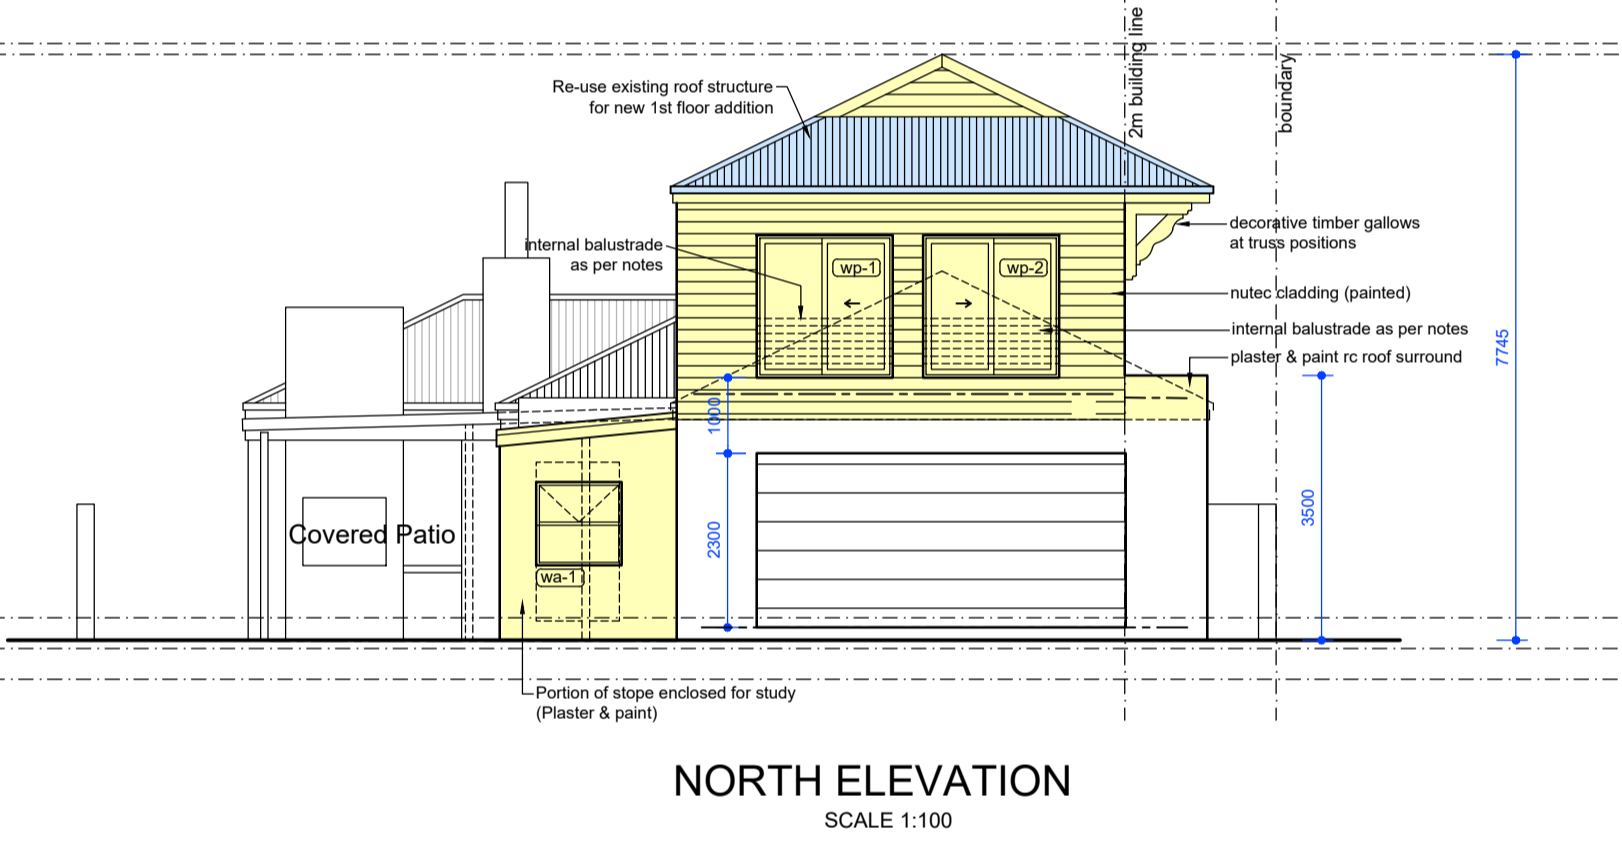 2m building line
boundary
Re-use existing roof structure
for new 1st floor addition
decorative timber gallows
at truss positions
internal balustrade
as per notes
wp-1
wp-2
nutec cladding (painted)
internal balustrade as per notes
plaster & paint rc roof surround
7745
1000
3500
2300
Covered Patio
wa-1
Portion of stope enclosed for study
(Plaster & paint)
NORTH ELEVATION
SCALE 1:100